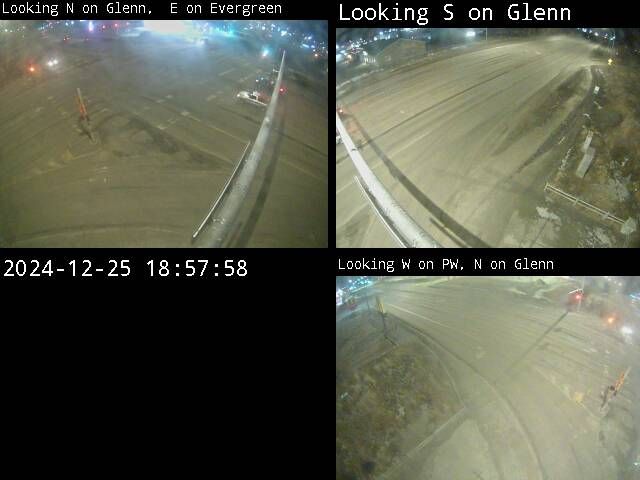 Looking N on Glenn,  E on Evergreen
Looking S on Glenn
2024-12-25 18:57:58
Looking W on PW, N on Glenn